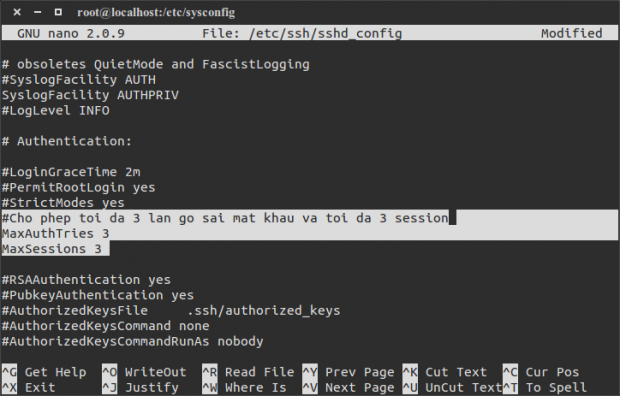 root@localhost:/etc/sysconfig
GNU nano 2.0.9 File: /etc/ssh/sshd_config Modified
# obsoletes QuietMode and FascistLogging
#SyslogFacility AUTH
SyslogFacility AUTHPRIV
#LogLevel INFO
# Authentication:
#LoginGraceTime 2m
#PermitRootLogin yes
#StrictModes yes
#Cho phep toi da 3 lan go sai mat khau va toi da 3 session
MaxAuthTries 3
MaxSessions 3
#RSAAuthentication yes
#PubkeyAuthentication yes
#AuthorizedKeysFile .ssh/authorized_keys
#AuthorizedKeysCommand none
#AuthorizedKeysCommandRunAs nobody
^G Get Help ^O WriteOut ^R Read File ^Y Prev Page ^K Cut Text ^C Cur Pos
^X Exit ^J Justify ^W Where Is ^V Next Page ^U UnCut Text^T To Spell